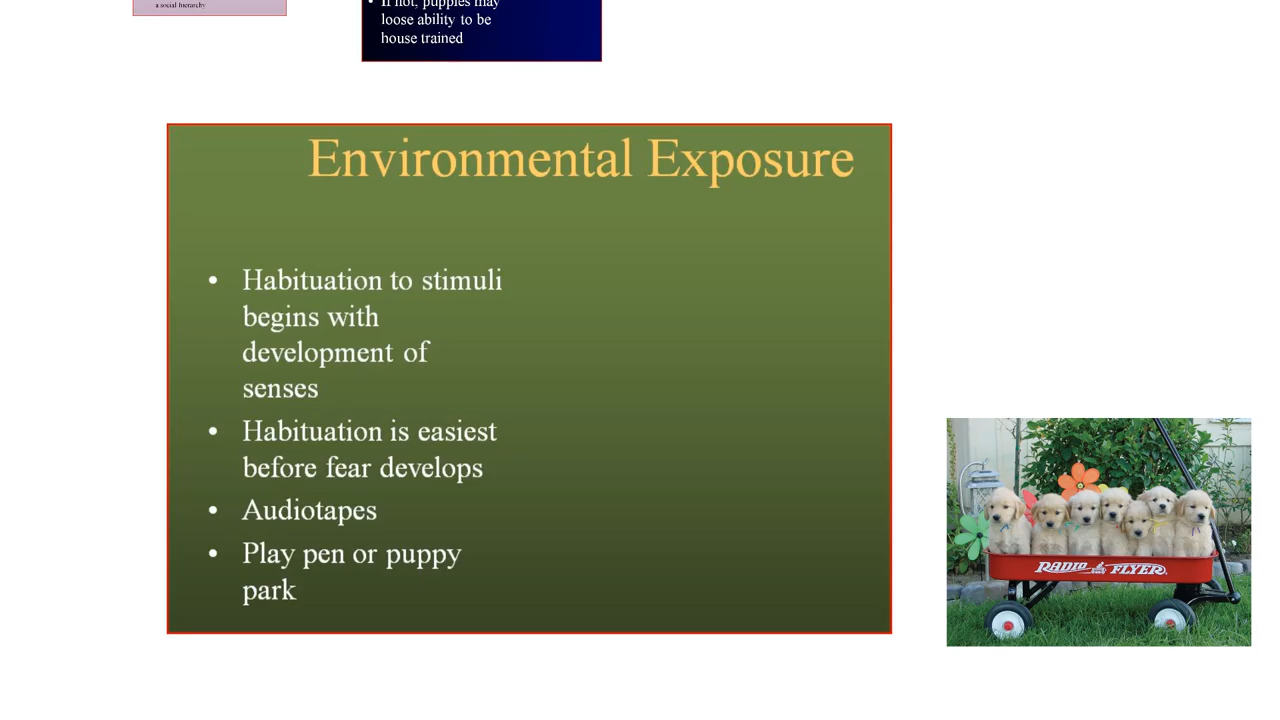 a social hierarchy
• If not, puppies may
loose ability to be
house trained
Environmental Exposure
• Habituation to stimuli
begins with
development of
senses
• Habituation is easiest
before fear develops
• Audiotapes
• Play pen or puppy
park
RADIO FLYER